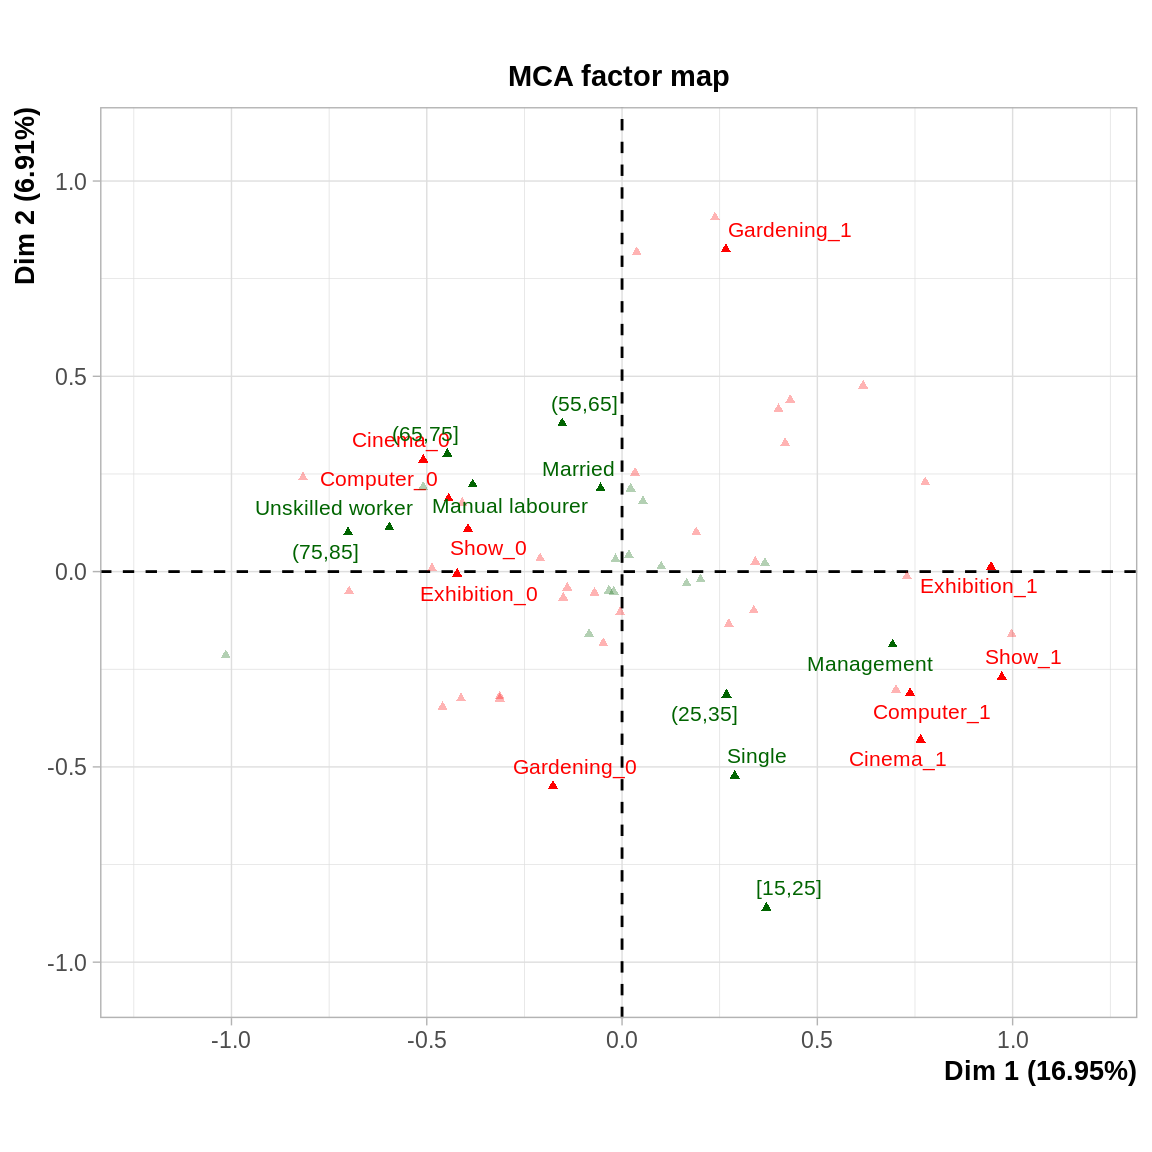 MCA factor map
Dim 2 (6.91%)
1.0
Gardening_1
0.5
(55,65]
(65,75]
Cinema_0
Married
Computer_0
Unskilled worker
Manual labourer
Show_0
(75,85]
0.0
Exhibition_1
Exhibition_0
Show_1
Management
Computer_1
(25,35]
Single
Cinema_1
-0.5
Gardening_0
[15,25]
-1.0
-1.0 -0.5 0.0 0.5 1.0
Dim 1 (16.95%)